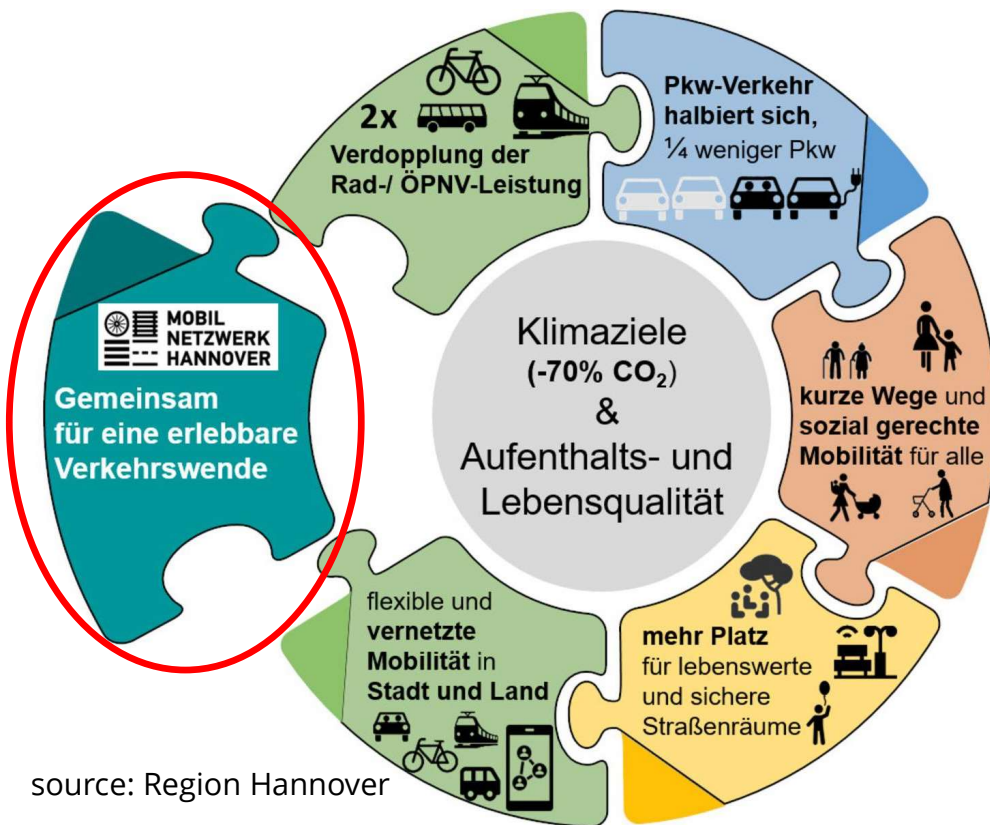 2x
Verdopplung der
Rad-/ ÖPNV-Leistung
Pkw-Verkehr
halbiert sich,
¼ weniger Pkw
kurze Wege und
sozial gerechte
Mobilität für alle
mehr Platz
für lebenswerte
und sichere
Straßenräume
flexible und
vernetzte
Mobilität in
Stadt und Land
MOBIL
NETZWERK
HANNOVER
Gemeinsam
für eine erlebbare
Verkehrswende
Klimaziele
(-70% CO₂)
&
Aufenthalts- und
Lebensqualität
source: Region Hannover